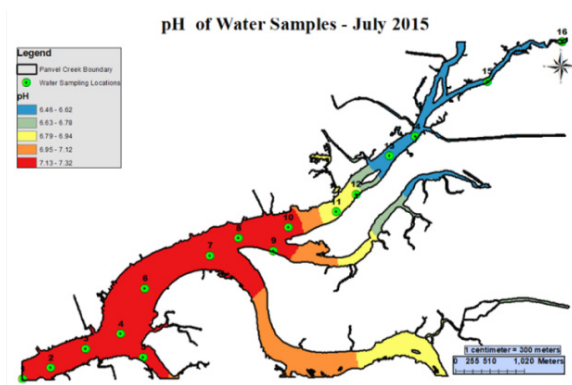 pH of Water Samples - July 2015
Legend
Panvel Creek Boundary
Water Sampling Locations
pH
6.46 - 6.62
6.63 - 6.78
6.79 - 6.94
6.95 - 7.12
7.13 - 7.32
16
15
12
11
10
8
9
7
6
4
3
2
1 centimeter = 300 meters
0 255 510 1,020 Meters